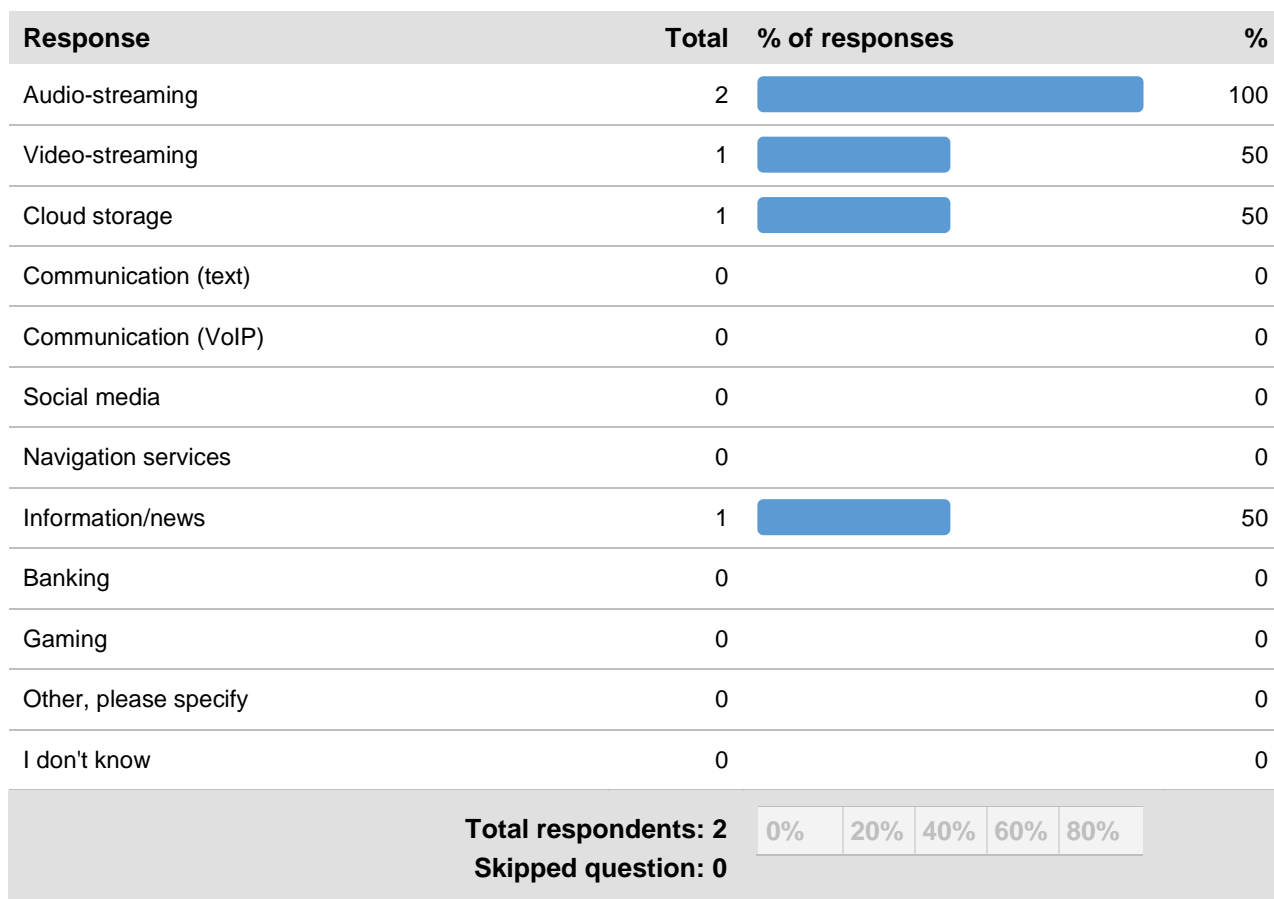 Response Total % of responses %
Audio-streaming 2 100
Video-streaming 1 50
Cloud storage 1 50
Communication (text) 0 0
Communication (VoIP) 0 0
Social media 0 0
Navigation services 0 0
Information/news 1 50
Banking 0 0
Gaming 0 0
Other, please specify 0 0
I don't know 0 0
Total respondents: 2 0% 20% 40% 60% 80%
Skipped question: 0